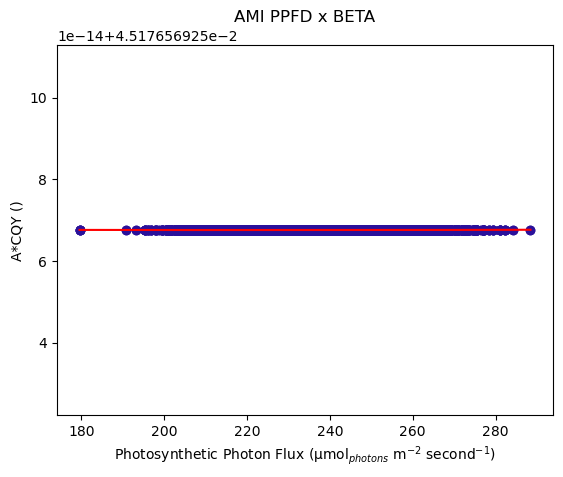 AMI PPFD x BETA
1e−14+4.517656925e−2
10
8
6
4
A*CQY ()
180 200 220 240 260 280
Photosynthetic Photon Flux (μmol$_{photons}$ m$^{−2}$ second$^{−1}$)